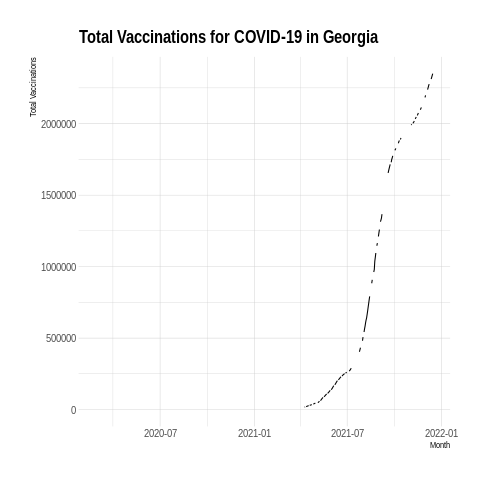 Total Vaccinations for COVID-19 in Georgia
Total Vaccinations
2000000
1500000
1000000
500000
0
2020-07 2021-01 2021-07 2022-01
Month